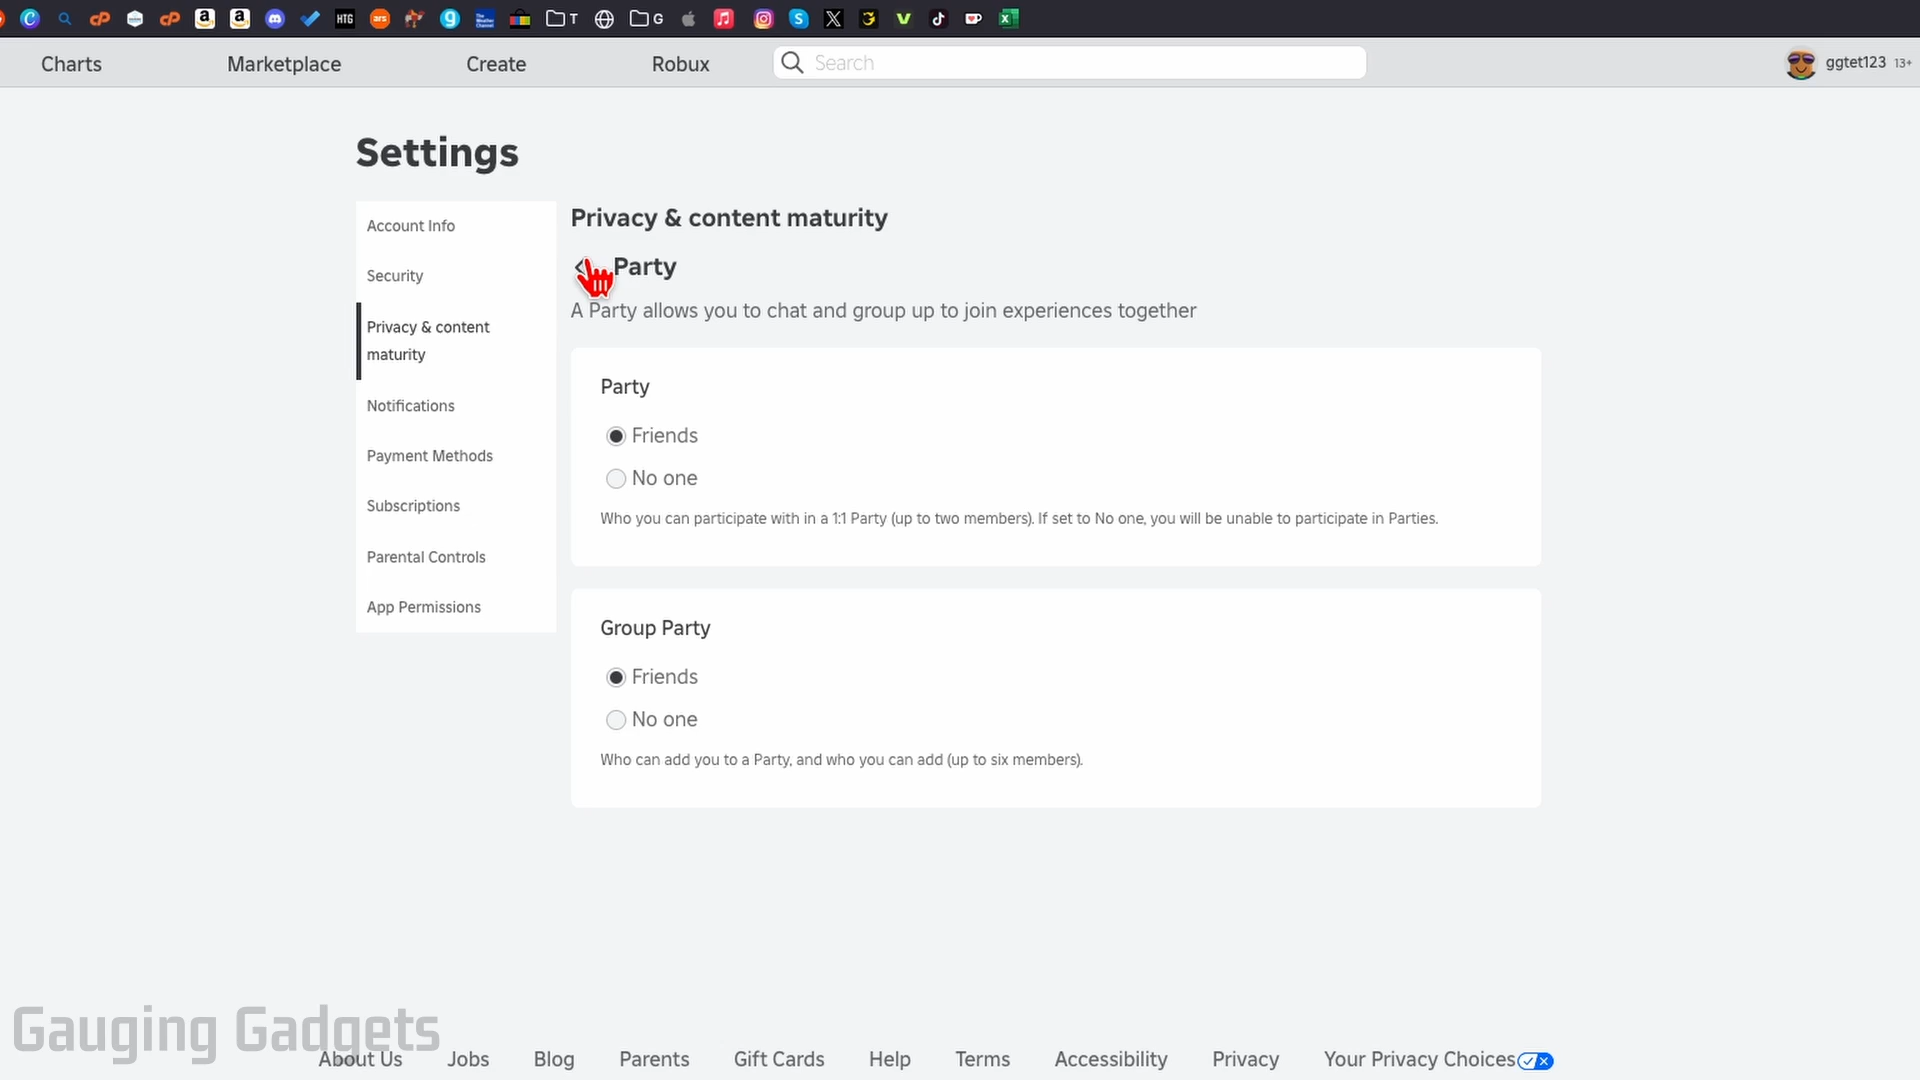 HTG
ars
The
Weather
Channel
T
G
Charts
Marketplace
Create
Robux
Search
ggtet123 13+
Settings
Account Info
Security
Privacy & content
maturity
Notifications
Payment Methods
Subscriptions
Parental Controls
App Permissions
Privacy & content maturity
Party
A Party allows you to chat and group up to join experiences together
Party
Friends
No one
Who you can participate with in a 1:1 Party (up to two members). If set to No one, you will be unable to participate in Parties.
Group Party
Friends
No one
Who can add you to a Party, and who you can add (up to six members).
Gauging Gadgets
About Us
Jobs
Blog
Parents
Gift Cards
Help
Terms
Accessibility
Privacy
Your Privacy Choices